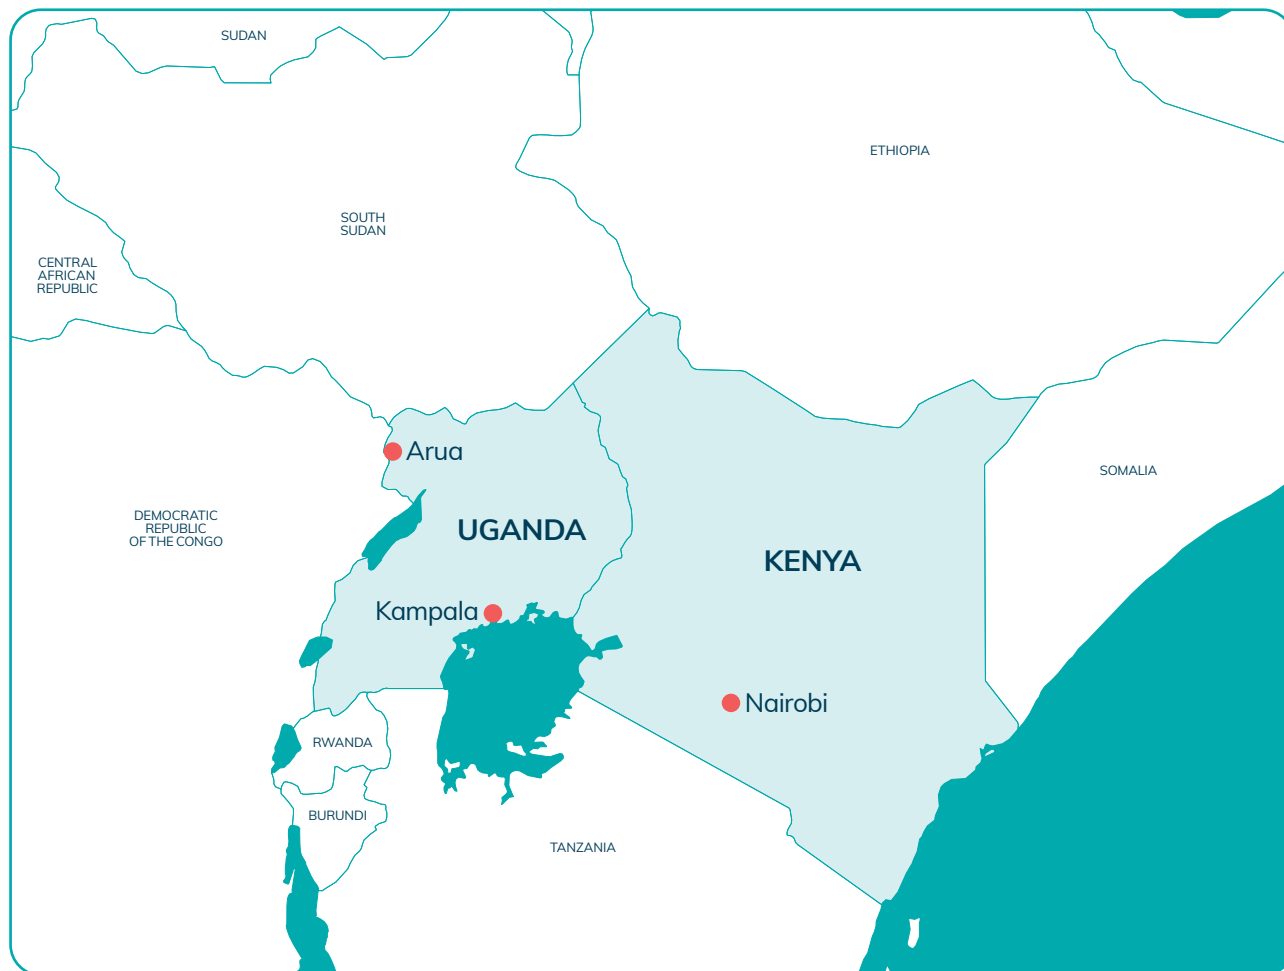 SUDAN
ETHIOPIA
SOUTH
SUDAN
CENTRAL
AFRICAN
REPUBLIC
Arua
SOMALIA
DEMOCRATIC
REPUBLIC
OF THE CONGO
UGANDA
KENYA
Kampala
Nairobi
RWANDA
BURUNDI
TANZANIA